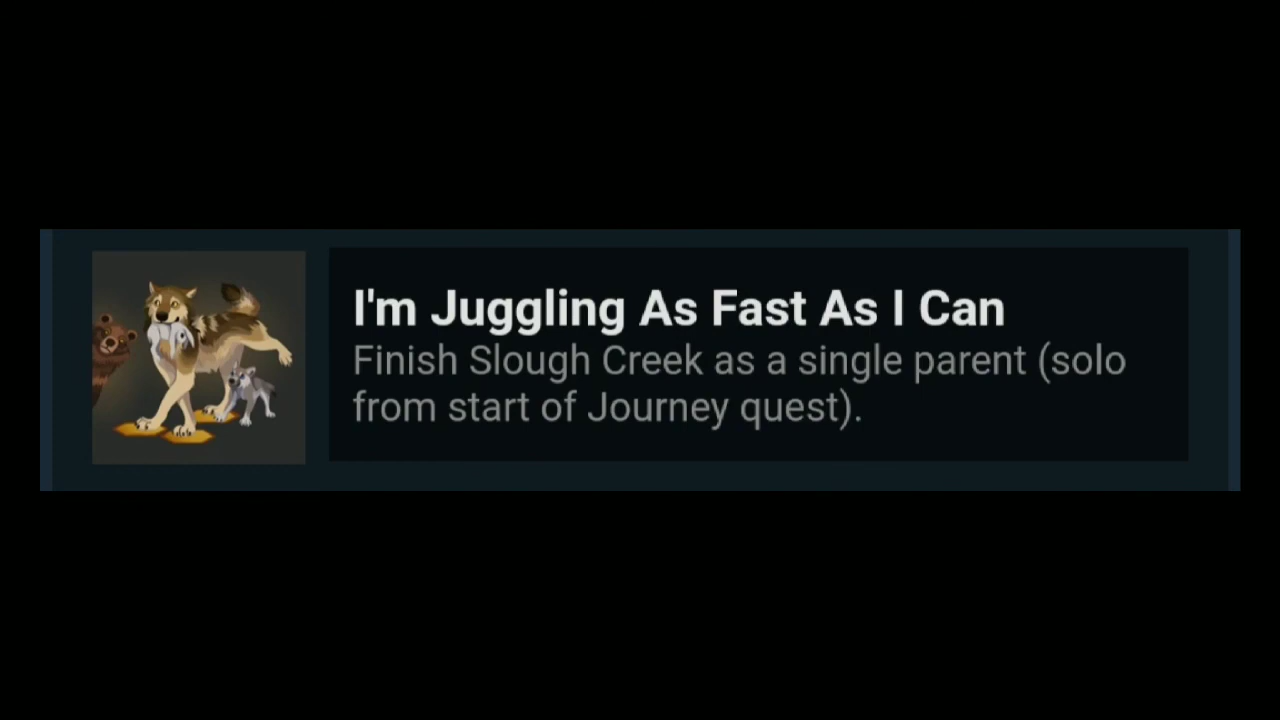 I'm Juggling As Fast As I Can
Finish Slough Creek as a single parent (solo
from start of Journey quest).